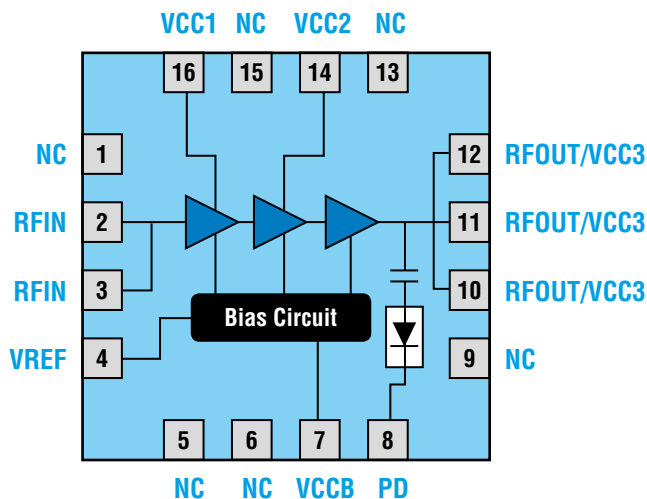 VCC1 NC VCC2 NC
16 15 14 13
NC 1
12 RFOUT/VCC3
RFIN 2
11 RFOUT/VCC3
RFIN 3
10 RFOUT/VCC3
Bias Circuit
VREF 4
9 NC
5 6 7 8
NC NC VCCB PD